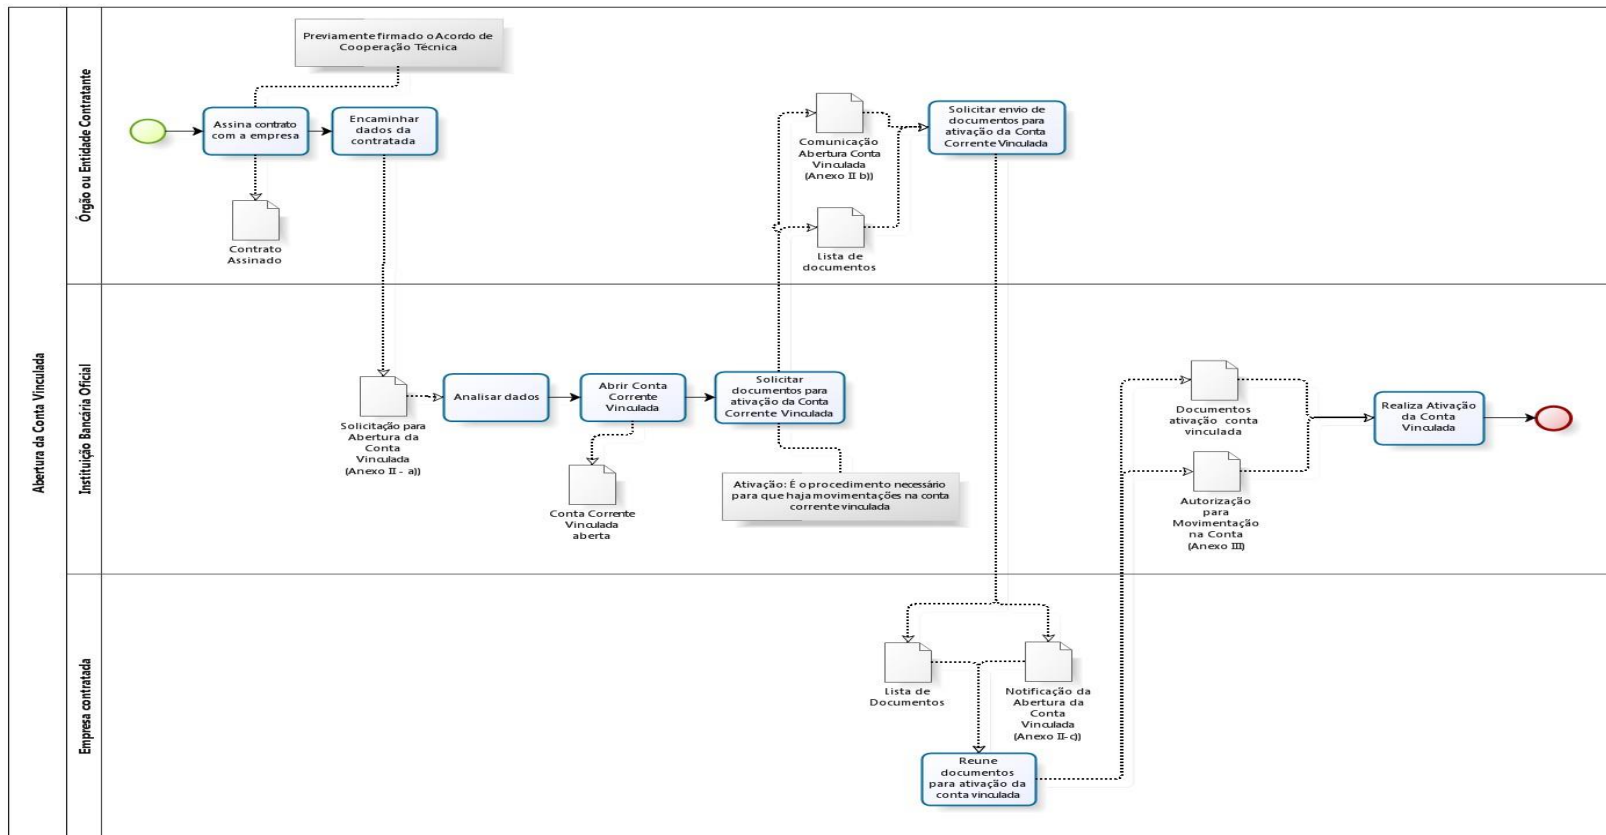 Abertura da Conta Vinculada
Órgão ou Entidade Contratante
Previamente firmado o Acordo de
Cooperação Técnica
Assina contrato
com a empresa
Encaminhar
dados da
contratada
Contrato
Assinado
Comunicação
Abertura Conta
Vinculada
(Anexo II b))
Lista de
documentos
Solicitar envio de
documentos para
ativação da Conta
Corrente Vinculada
Instituição Bancária Oficial
Solicitação para
Abertura da
Conta
Vinculada
(Anexo II - a))
Analisar dados
Abrir Conta
Corrente
Vinculada
Conta Corrente
Vinculada
aberta
Solicitar
documentos para
ativação da Conta
Corrente Vinculada
Ativação: É o procedimento necessário
para que haja movimentações na conta
corrente vinculada
Documentos
ativação conta
vinculada
Autorização
para
Movimentação
na Conta
(Anexo III)
Realiza Ativação
da Conta
Vinculada
Empresa contratada
Lista de
Documentos
Notificação da
Abertura da
Conta
Vinculada
(Anexo II-c))
Reune
documentos
para ativação da
conta vinculada